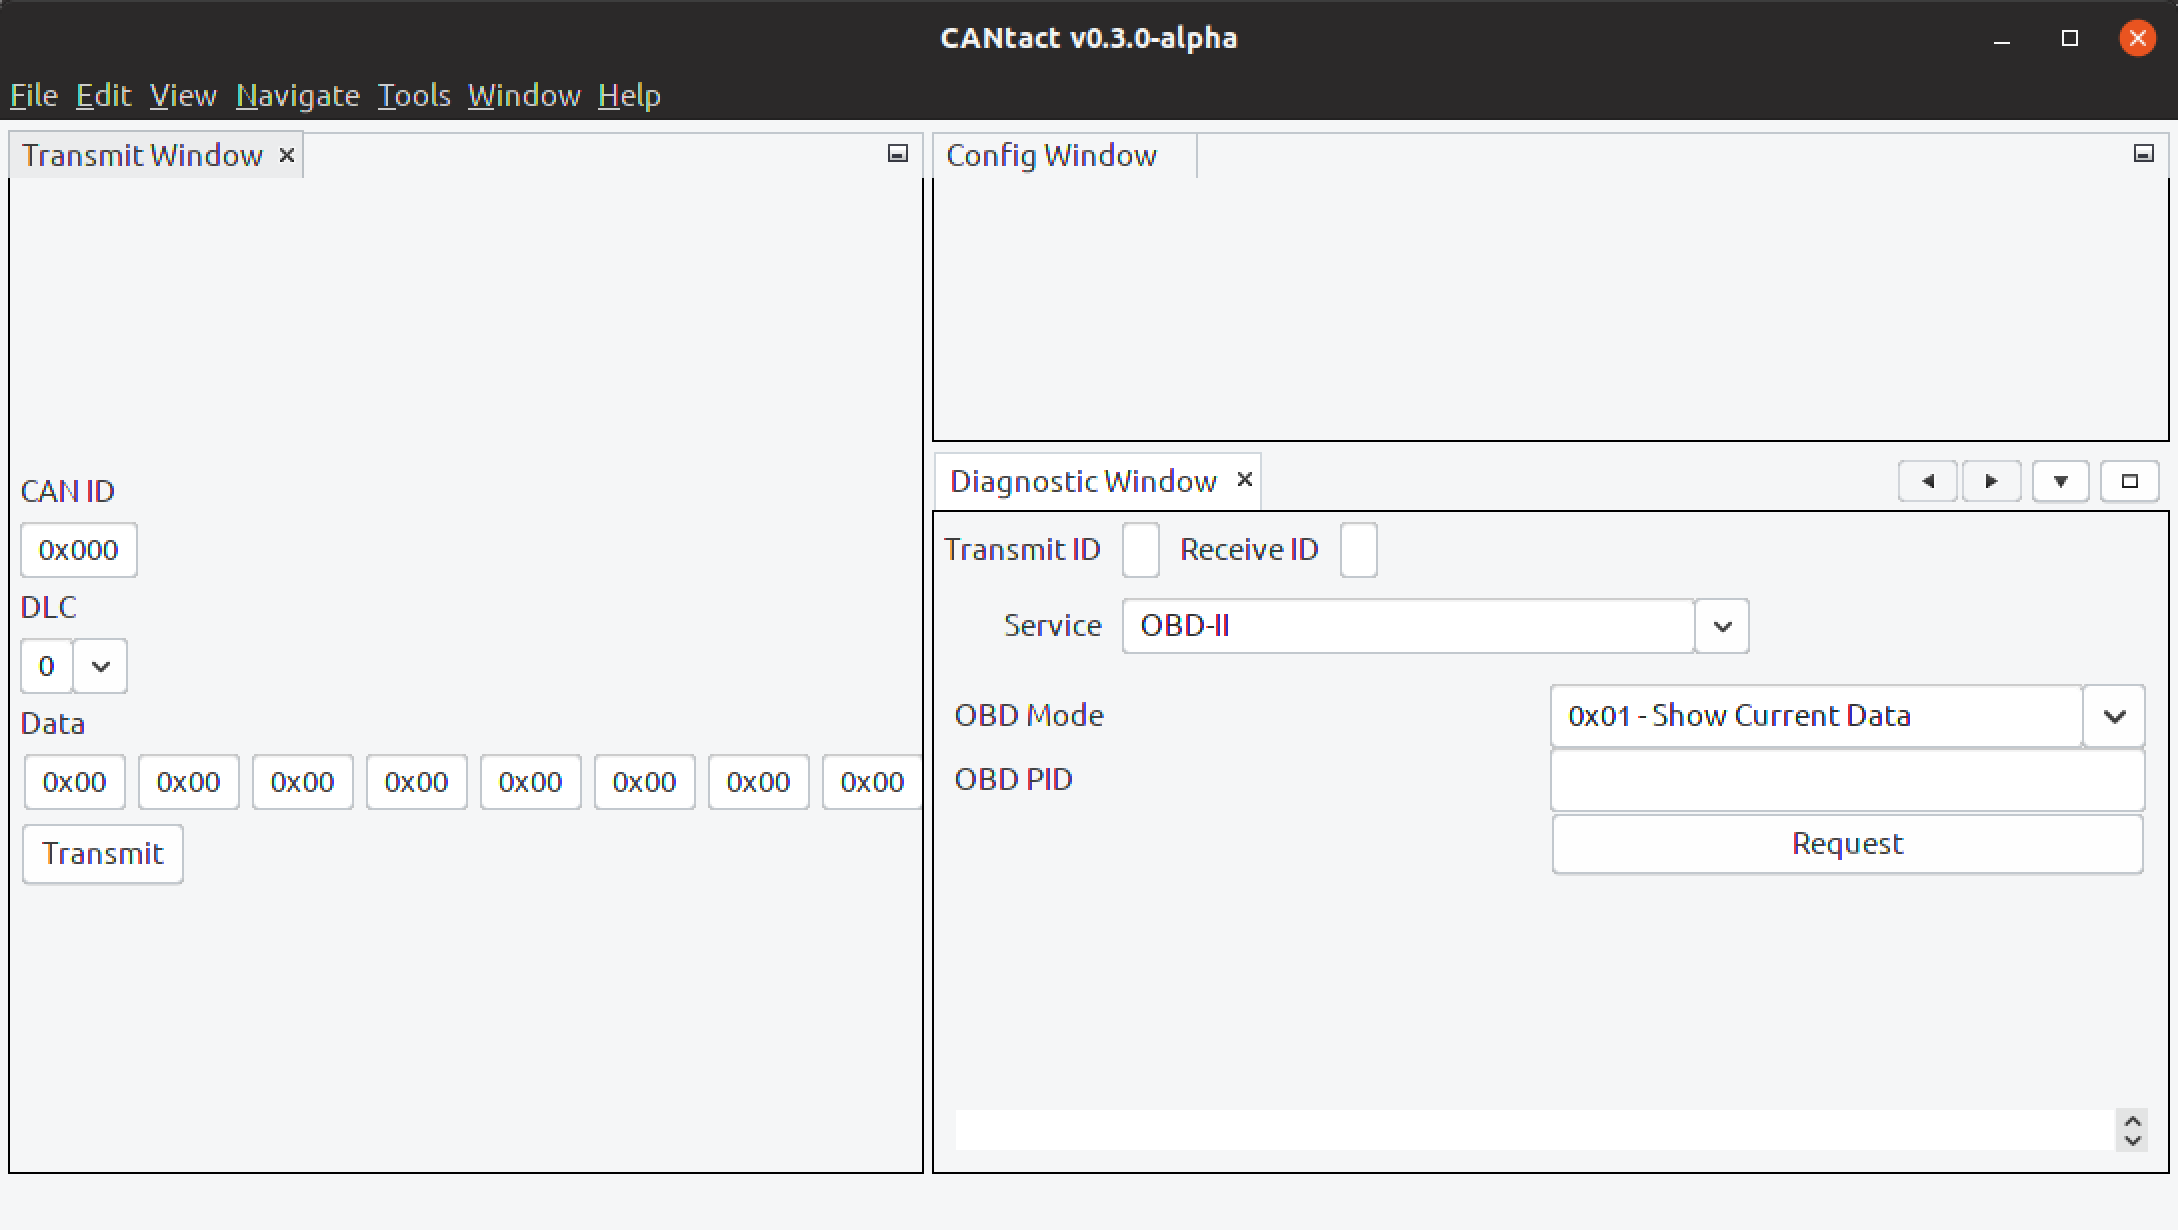 CANtact v0.3.0-alpha
File Edit View Navigate Tools Window Help
Transmit Window
CAN ID
0x000
DLC
0
Data
0x00 0x00 0x00 0x00 0x00 0x00 0x00 0x00
Transmit
Config Window
Diagnostic Window
Transmit ID Receive ID
Service OBD-II
OBD Mode 0x01 - Show Current Data
OBD PID
Request